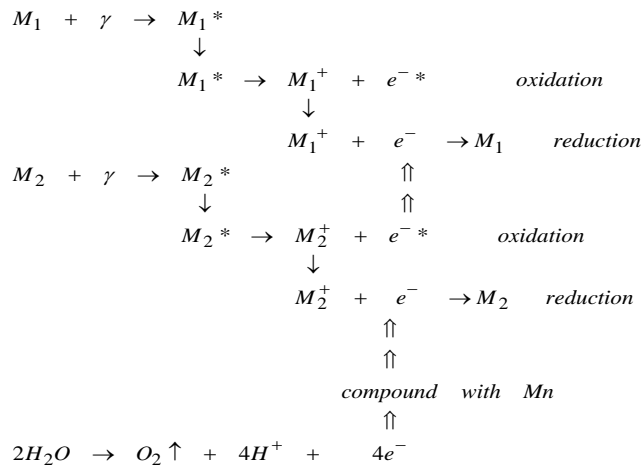 M₁ + γ → M₁*
↓
M₁* → M₁⁺ + e⁻* oxidation
↓
M₁⁺ + e⁻ → M₁ reduction
M₂ + γ → M₂* ⇑
↓ ⇑
M₂* → M₂⁺ + e⁻* oxidation
↓
M₂⁺ + e⁻ → M₂ reduction
⇑
⇑
compound with Mn
⇑
2H₂O → O₂↑ + 4H⁺ + 4e⁻